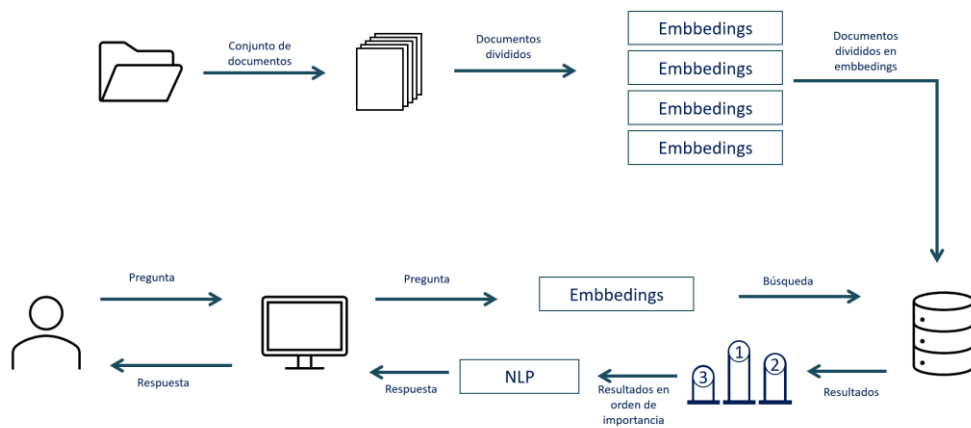 Conjunto de
documentos
Documentos
divididos
Embbedings
Embbedings
Embbedings
Embbedings
Documentos
divididos en
embbedings
Pregunta
Pregunta
Embbedings
Búsqueda
Respuesta
Respuesta
NLP
Resultados en
orden de
importancia
3
1
2
Resultados